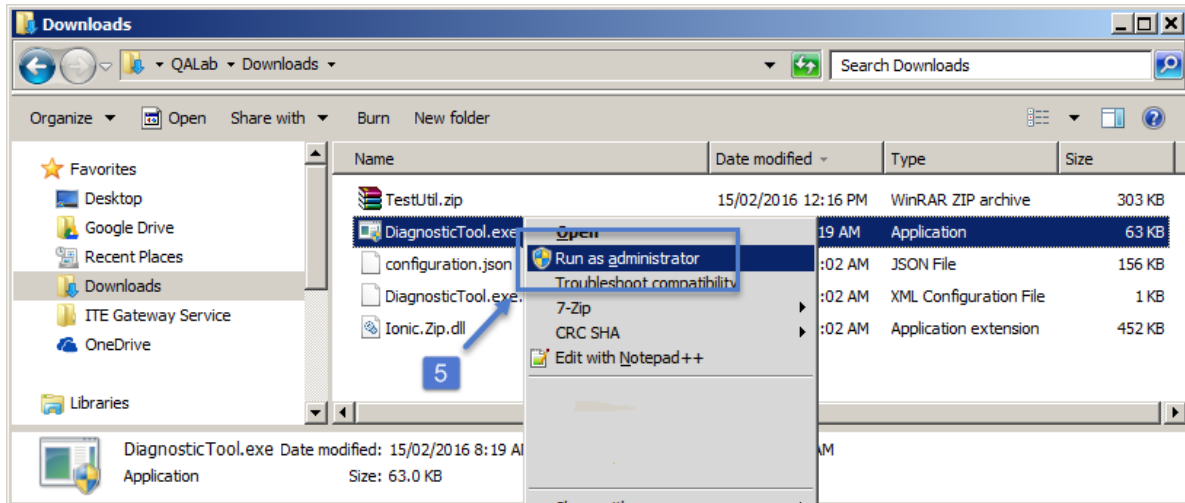 Downloads
QALab Downloads
Search Downloads
Organize Open Share with Burn New folder
Favorites
Desktop
Google Drive
Recent Places
Downloads
ITE Gateway Service
OneDrive
Libraries
Name Date modified Type Size
TestUtil.zip 15/02/2016 12:16 PM WinRAR ZIP archive 303 KB
DiagnosticTool.exe 19 AM Application 63 KB
configuration.json :02 AM JSON File 156 KB
DiagnosticTool.exe. :02 AM XML Configuration File 1 KB
Ionic.Zip.dll :02 AM Application extension 452 KB
Open
Run as administrator
Troubleshoot compatibility
7-Zip
CRC SHA
Edit with Notepad++
5
DiagnosticTool.exe Date modified: 15/02/2016 8:19 AM
Application Size: 63.0 KB